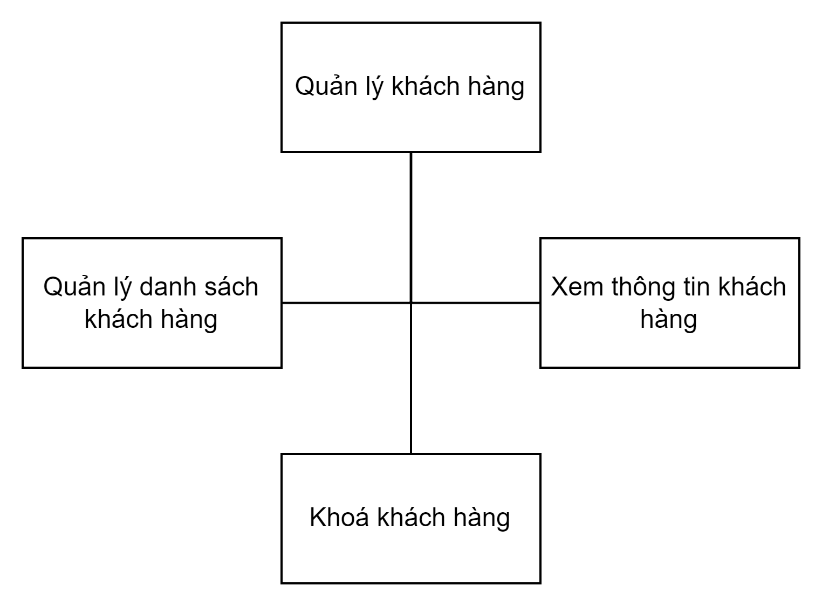 Quản lý khách hàng
Quản lý danh sách
khách hàng
Xem thông tin khách
hàng
Khoá khách hàng